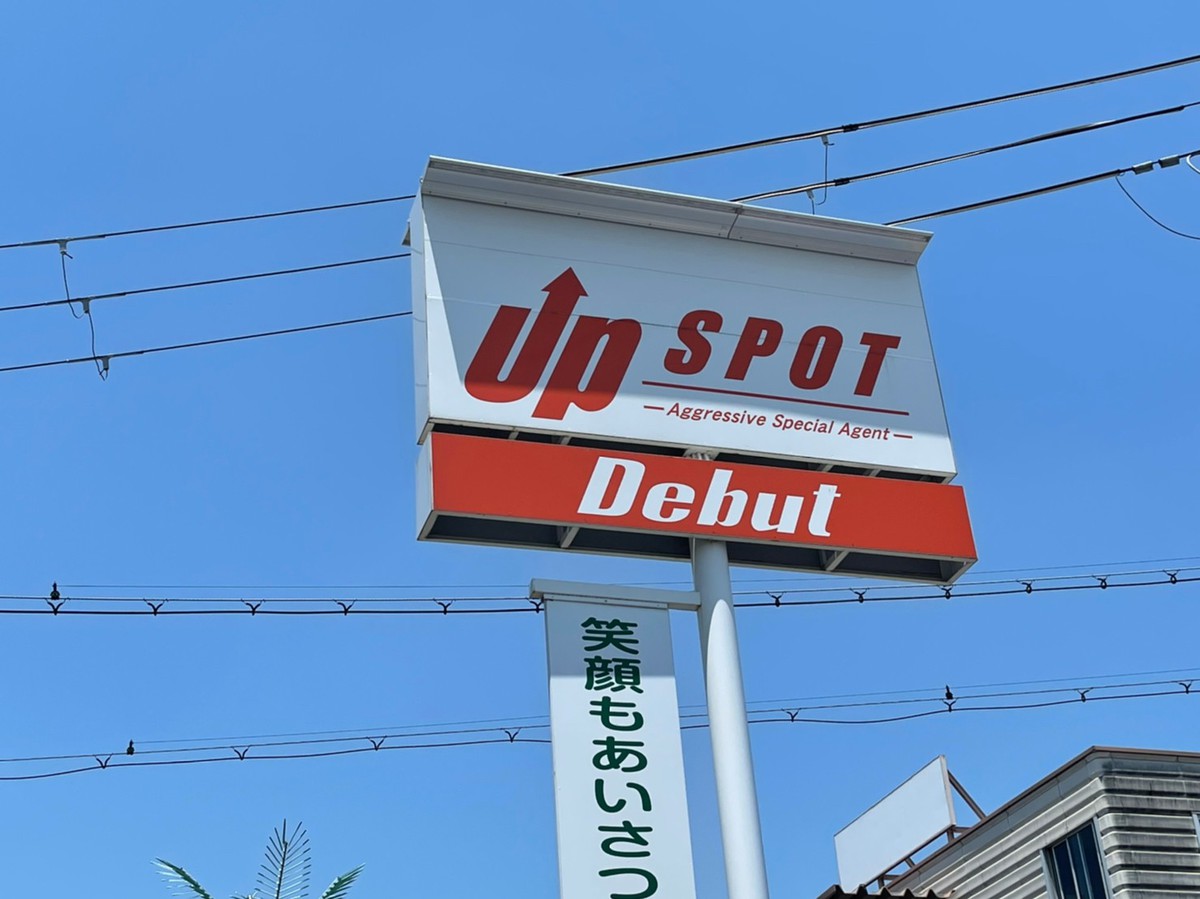 Up SPOT
—Aggressive Special Agent—
Debut
笑顔もあいさつ